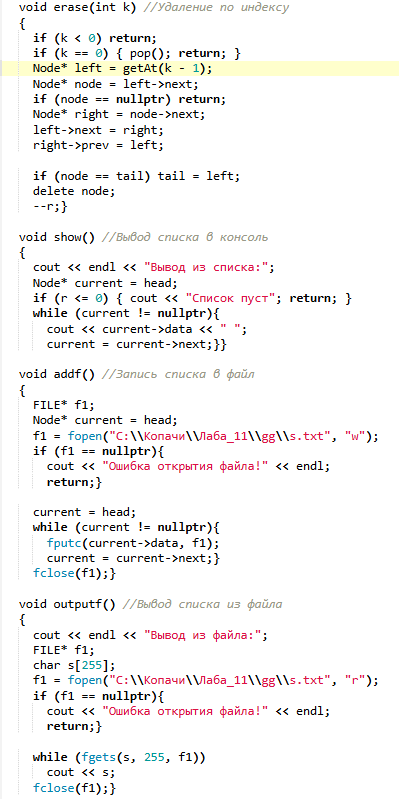 void erase(int k) //Удаление по индексу
{
if (k < 0) return;
if (k == 0) { pop(); return; }
Node* left = getAt(k - 1);
Node* node = left->next;
if (node == nullptr) return;
Node* right = node->next;
left->next = right;
right->prev = left;
if (node == tail) tail = left;
delete node;
--r;}
void show() //Вывод списка в консоль
{
cout << endl << "Вывод из списка:";
Node* current = head;
if (r <= 0) { cout << "Список пуст"; return; }
while (current != nullptr){
cout << current->data << " ";
current = current->next;}}
void addf() //Запись списка в файл
{
FILE* f1;
Node* current = head;
f1 = fopen("C:\\Копачи\\Лаба_11\\gg\\s.txt", "w");
if (f1 == nullptr){
cout << "Ошибка открытия файла!" << endl;
return;}
current = head;
while (current != nullptr){
fputc(current->data, f1);
current = current->next;}
fclose(f1);}
void outputf() //Вывод списка из файла
{
cout << endl << "Вывод из файла:";
FILE* f1;
char s[255];
f1 = fopen("C:\\Копачи\\Лаба_11\\gg\\s.txt", "r");
if (f1 == nullptr){
cout << "Ошибка открытия файла!" << endl;
return;}
while (fgets(s, 255, f1))
cout << s;
fclose(f1);}